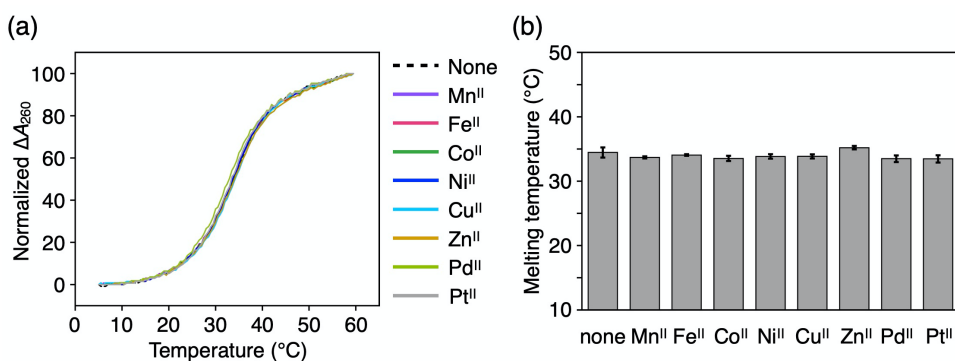 (a)
Normalized ΔA260
100
80
60
40
20
0
0 10 20 30 40 50 60
Temperature (°C)
None
Mnᴵᴵ
Feᴵᴵ
Coᴵᴵ
Niᴵᴵ
Cuᴵᴵ
Znᴵᴵ
Pdᴵᴵ
Ptᴵᴵ
(b)
Melting temperature (°C)
50
40
30
20
10
none Mnᴵᴵ Feᴵᴵ Coᴵᴵ Niᴵᴵ Cuᴵᴵ Znᴵᴵ Pdᴵᴵ Ptᴵᴵ